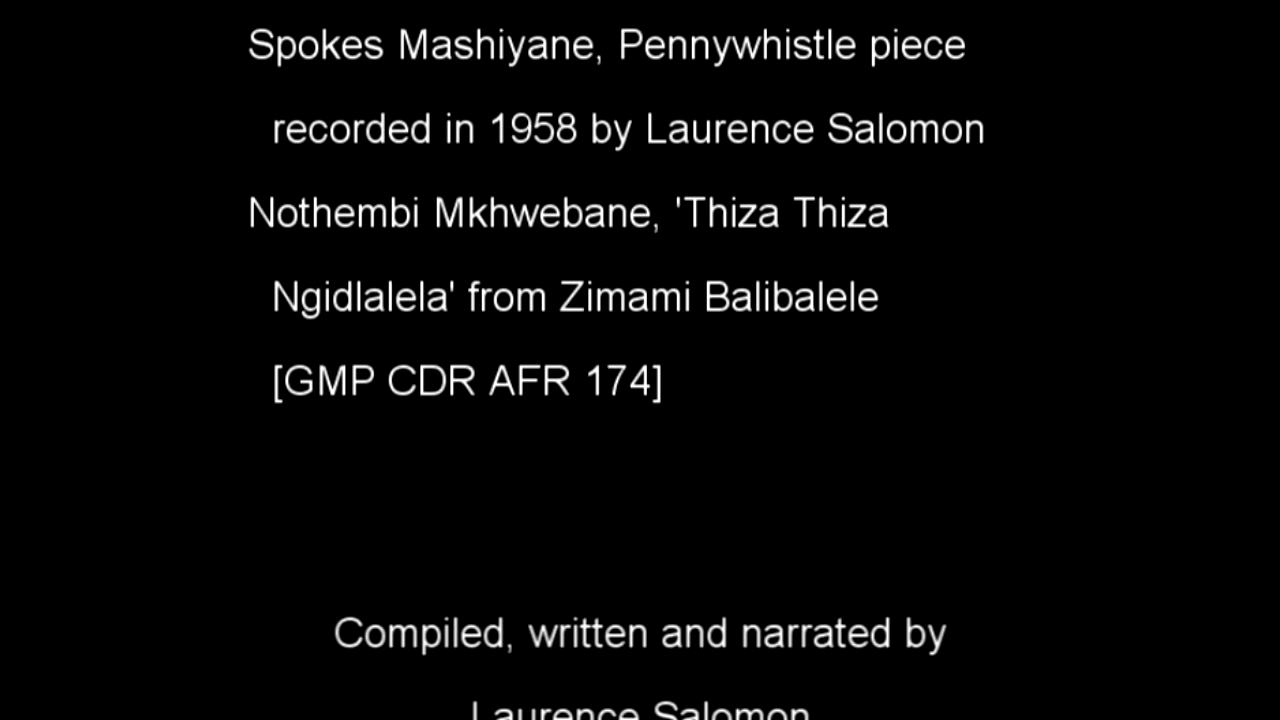 Spokes Mashiyane, Pennywhistle piece
recorded in 1958 by Laurence Salomon
Nothembi Mkhwebane, 'Thiza Thiza
Ngidlalela' from Zimami Balibalele
[GMP CDR AFR 174]
Compiled, written and narrated by
Laurence Salomon